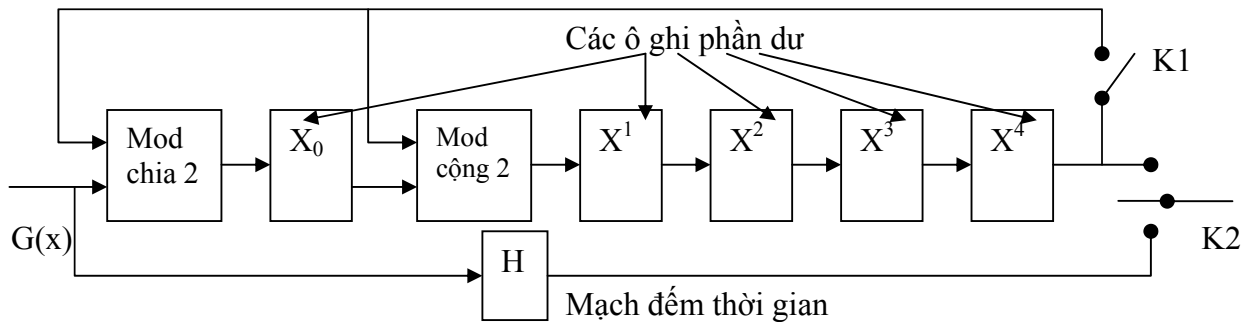 Các ô ghi phần dư
K1
Mod
chia 2
X₀
Mod
cộng 2
X¹
X²
X³
X⁴
G(x)
H
K2
Mạch đếm thời gian